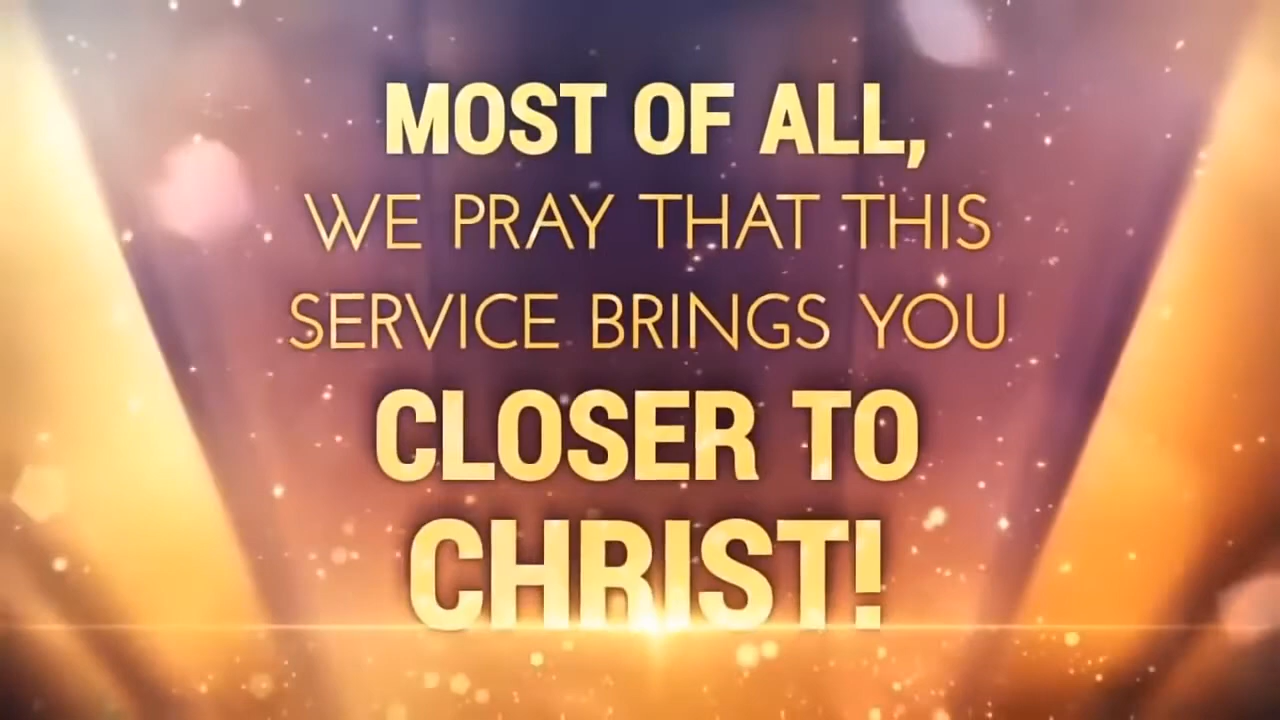 MOST OF ALL,
WE PRAY THAT THIS
SERVICE BRINGS YOU
CLOSER TO
CHRIST!